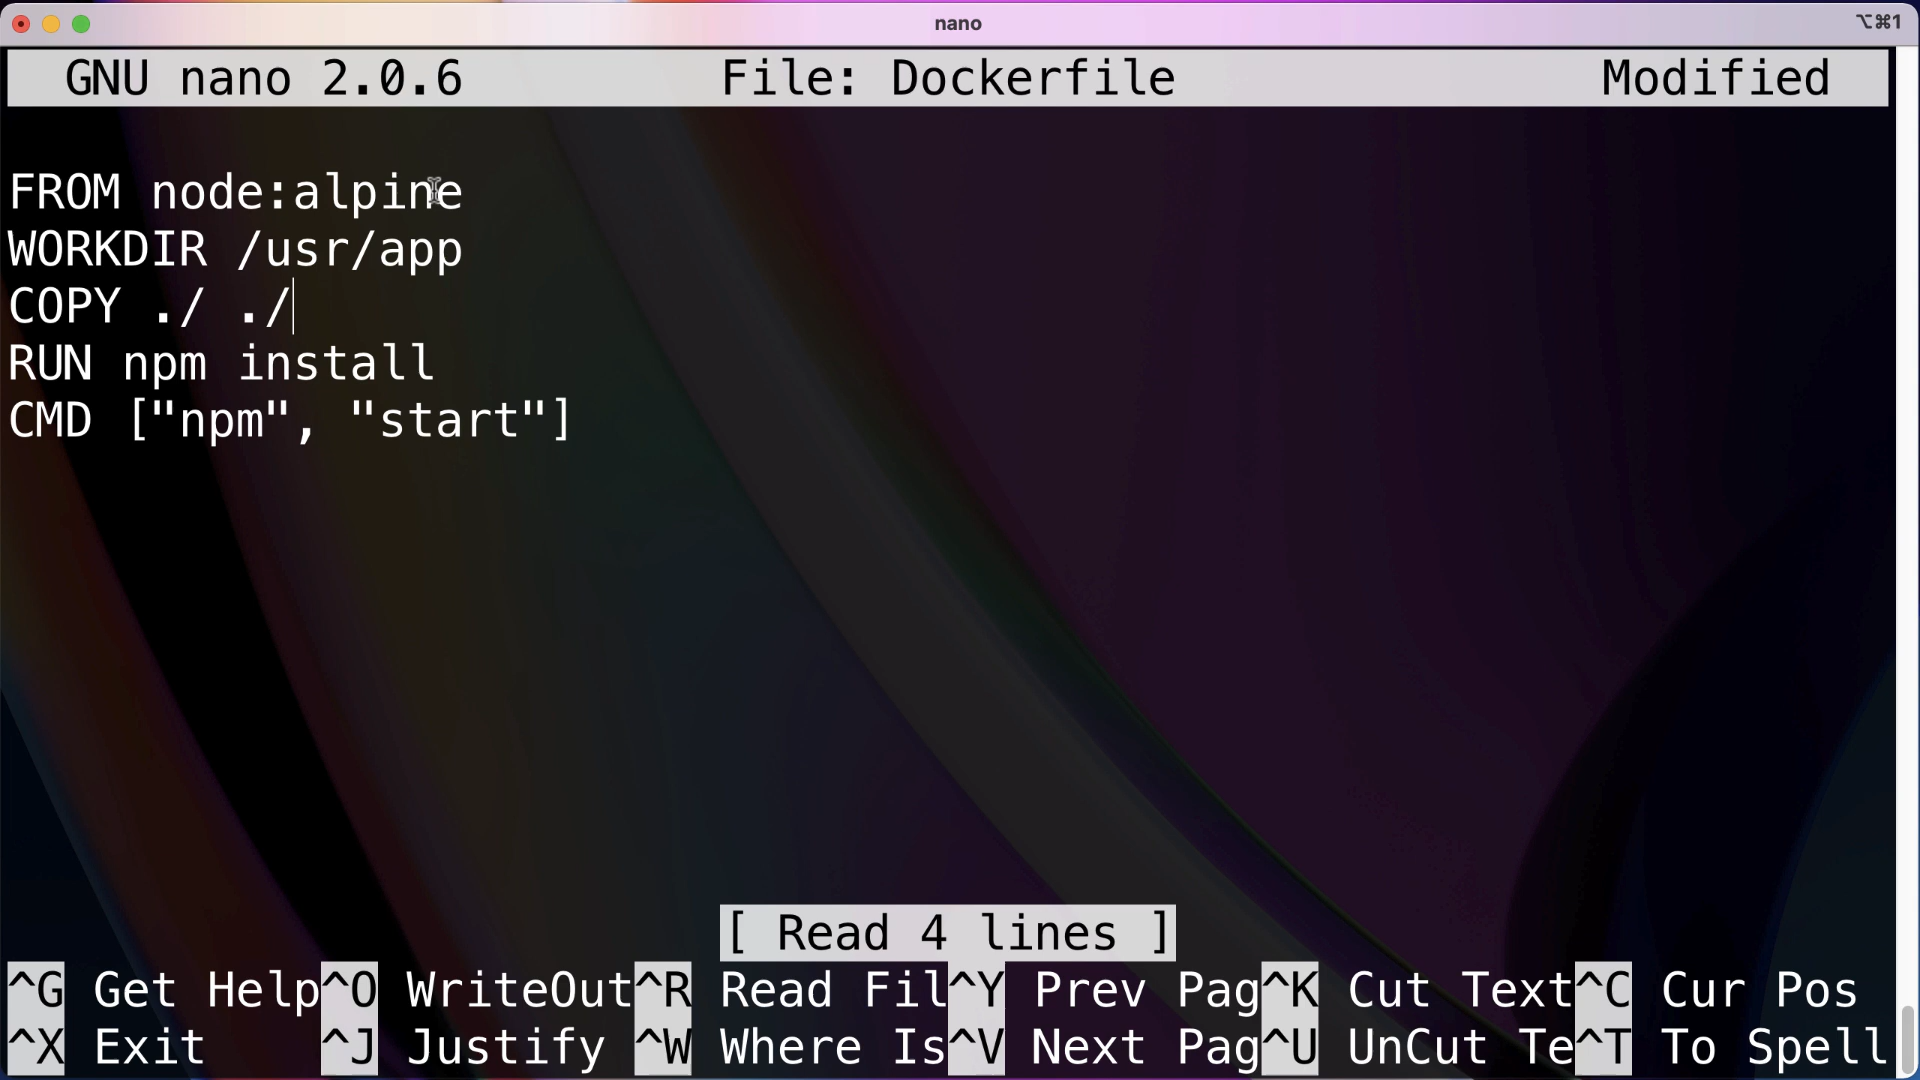 nano
⌥⌘1
GNU nano 2.0.6 File: Dockerfile Modified
FROM node:alpine
WORKDIR /usr/app
COPY ./ ./
RUN npm install
CMD ["npm", "start"]
[ Read 4 lines ]
^G Get Help ^O WriteOut ^R Read Fil ^Y Prev Pag ^K Cut Text ^C Cur Pos
^X Exit ^J Justify ^W Where Is ^V Next Pag ^U UnCut Te ^T To Spell